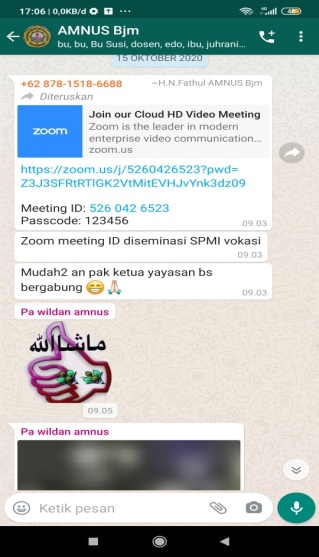 17:06 | 0,0KB/d
48
AMNUS Bjm
bu, bu, Bu Susi, dosen, edo, ibu, juhrani...
15 OKTOBER 2020
+62 878-1518-6688
~H.N.Fathul AMNUS Bjm
Diteruskan
zoom
Join our Cloud HD Video Meeting
Zoom is the leader in modern
enterprise video communication...
zoom.us
https://zoom.us/j/5260426523?pwd=
Z3J3SFRtRTlGK2VtMitEVHJvYnk3dz09
Meeting ID: 526 042 6523
Passcode: 123456
09.03
Zoom meeting ID diseminasi SPMI vokasi
09.03
Mudah2 an pak ketua yayasan bs
bergabung 😂🙏🏻
09.03
Pa wildan amnus
ماشاالله
09.05
Pa wildan amnus
Ketik pesan